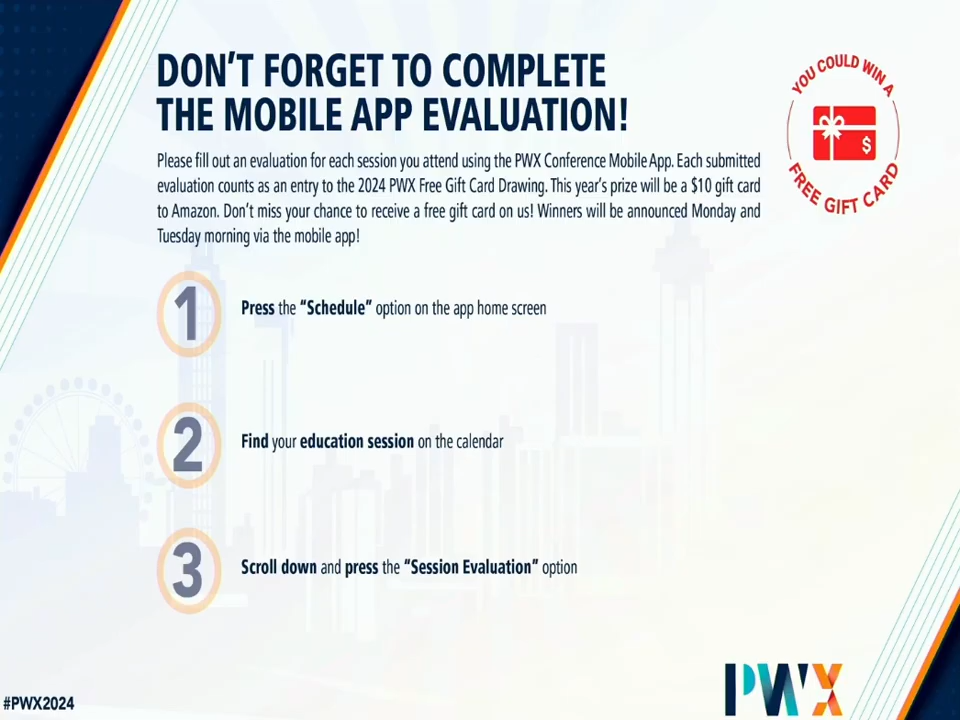 DON'T FORGET TO COMPLETE
THE MOBILE APP EVALUATION!
YOU COULD WIN A
$
FREE GIFT CARD
Please fill out an evaluation for each session you attend using the PWX Conference Mobile App. Each submitted
evaluation counts as an entry to the 2024 PWX Free Gift Card Drawing. This year's prize will be a $10 gift card
to Amazon. Don't miss your chance to receive a free gift card on us! Winners will be announced Monday and
Tuesday morning via the mobile app!
1
Press the “Schedule” option on the app home screen
2
Find your education session on the calendar
3
Scroll down and press the “Session Evaluation” option
#PWX2024
PWX